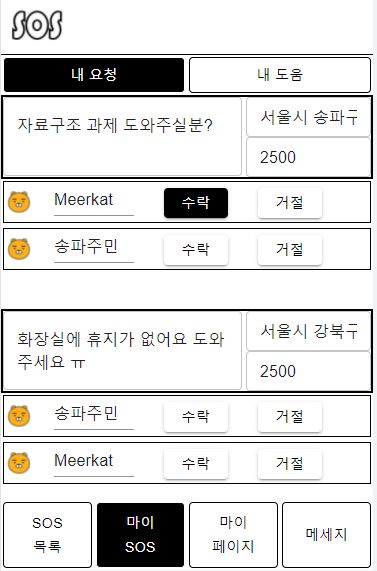 SOS
내 요청
내 도움
자료구조 과제 도와주실분?
서울시 송파구
2500
Meerkat
수락
거절
송파주민
수락
거절
화장실에 휴지가 없어요 도와
주세요 ㅠ
서울시 강북구
2500
송파주민
수락
거절
Meerkat
수락
거절
SOS
목록
마이
SOS
마이
페이지
메세지